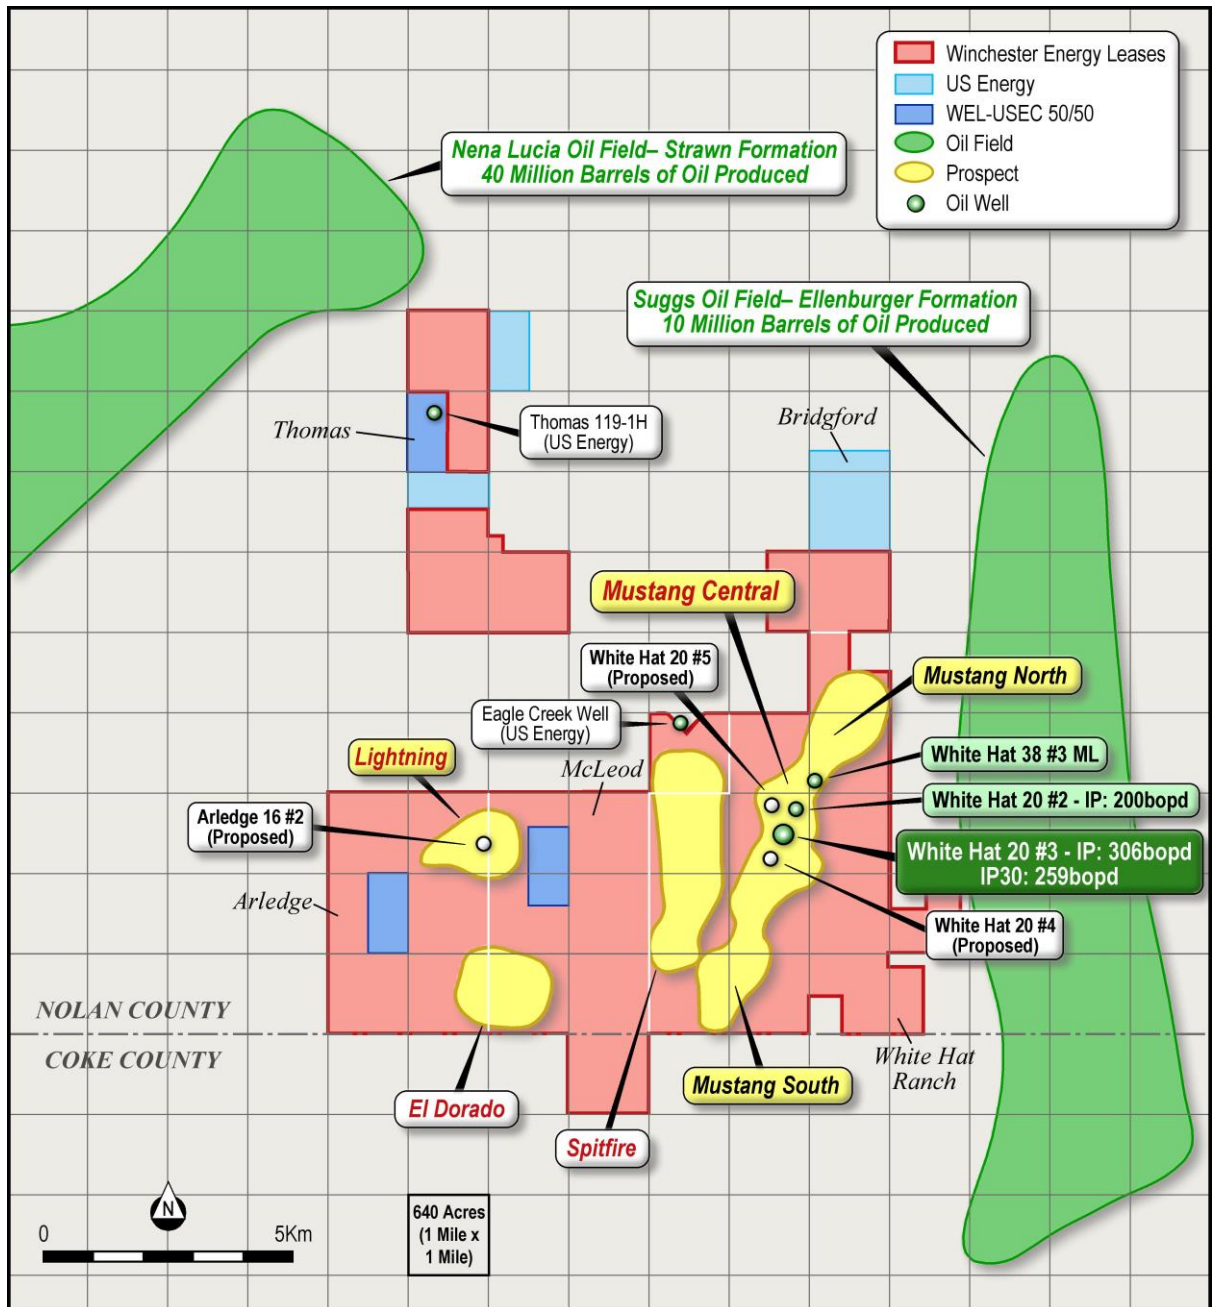 Winchester Energy Leases
US Energy
WEL-USEC 50/50
Oil Field
Prospect
Oil Well
Nena Lucia Oil Field– Strawn Formation
40 Million Barrels of Oil Produced
Suggs Oil Field– Ellenburger Formation
10 Million Barrels of Oil Produced
Thomas
Thomas 119-1H
(US Energy)
Bridgford
Mustang Central
White Hat 20 #5
(Proposed)
Mustang North
Eagle Creek Well
(US Energy)
Lightning
McLeod
White Hat 38 #3 ML
White Hat 20 #2 - IP: 200bopd
Arledge 16 #2
(Proposed)
White Hat 20 #3 - IP: 306bopd
IP30: 259bopd
Arledge
White Hat 20 #4
(Proposed)
NOLAN COUNTY
COKE COUNTY
White Hat
Ranch
Mustang South
El Dorado
Spitfire
N
0
5Km
640 Acres
(1 Mile x
1 Mile)